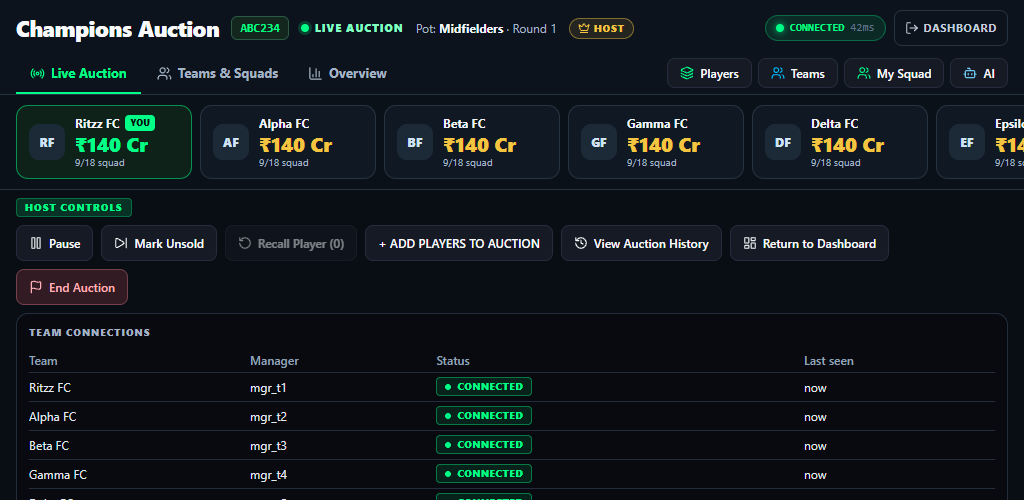 Champions Auction ABC234 LIVE AUCTION Pot: Midfielders · Round 1 HOST CONNECTED 42ms DASHBOARD
Live Auction Teams & Squads Overview Players Teams My Squad AI
RF Ritzz FC YOU
₹140 Cr
9/18 squad
AF Alpha FC
₹140 Cr
9/18 squad
BF Beta FC
₹140 Cr
9/18 squad
GF Gamma FC
₹140 Cr
9/18 squad
DF Delta FC
₹140 Cr
9/18 squad
EF
9/18 squad
HOST CONTROLS
Pause Mark Unsold Recall Player (0) + ADD PLAYERS TO AUCTION View Auction History Return to Dashboard
End Auction
TEAM CONNECTIONS
Team Manager Status Last seen
Ritzz FC mgr_t1 CONNECTED now
Alpha FC mgr_t2 CONNECTED now
Beta FC mgr_t3 CONNECTED now
Gamma FC mgr_t4 CONNECTED now